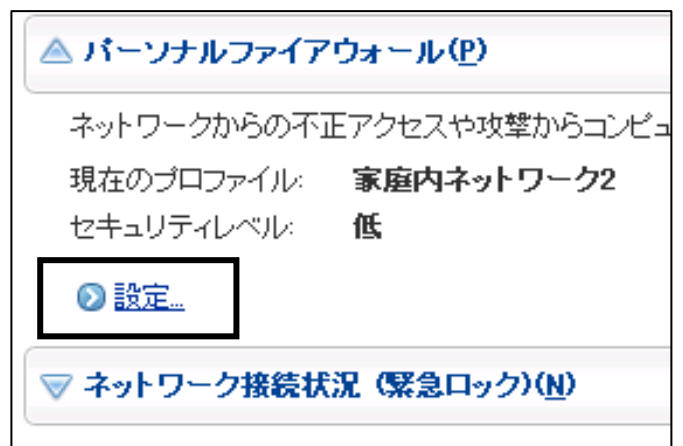 パーソナルファイアウォール(P)
ネットワークからの不正アクセスや攻撃からコンピュ
現在のプロファイル: 家庭内ネットワーク2
セキュリティレベル: 低
設定...
ネットワーク接続状況 (緊急ロック)(N)